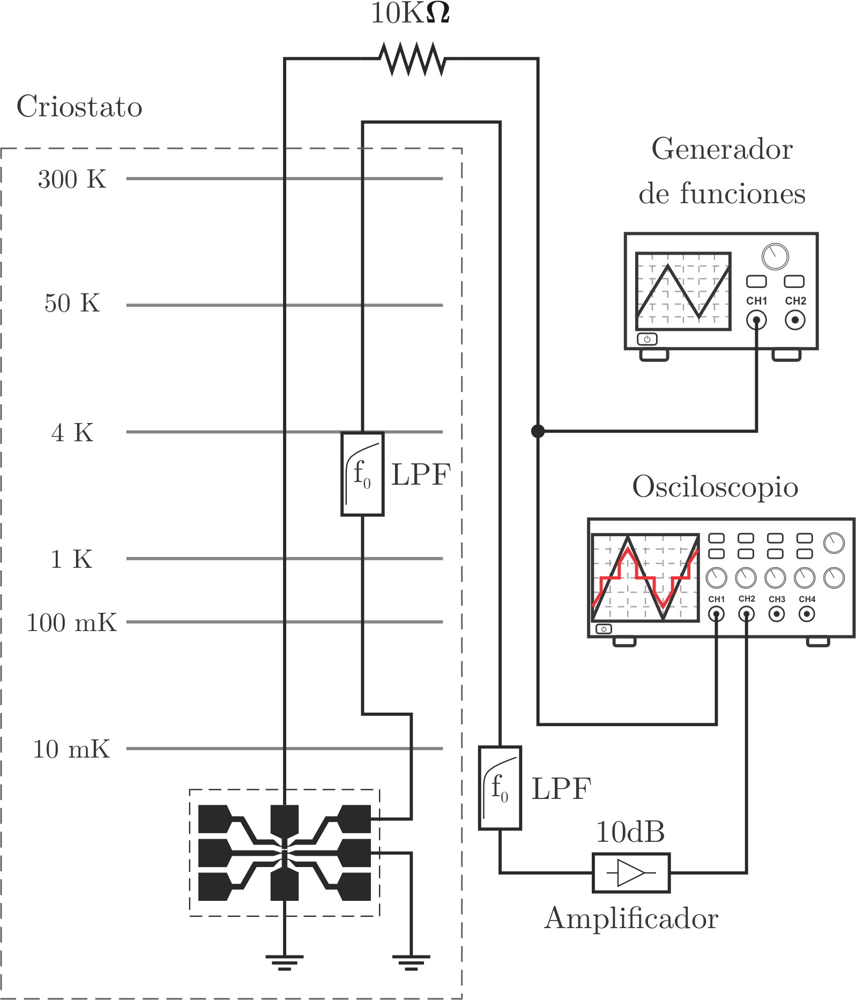 10KΩ
Criostato
300 K
50 K
4 K
1 K
100 mK
10 mK
f₀ LPF
Generador
de funciones
CH1 CH2
Osciloscopio
CH1 CH2 CH3 CH4
f₀ LPF
10dB
Amplificador